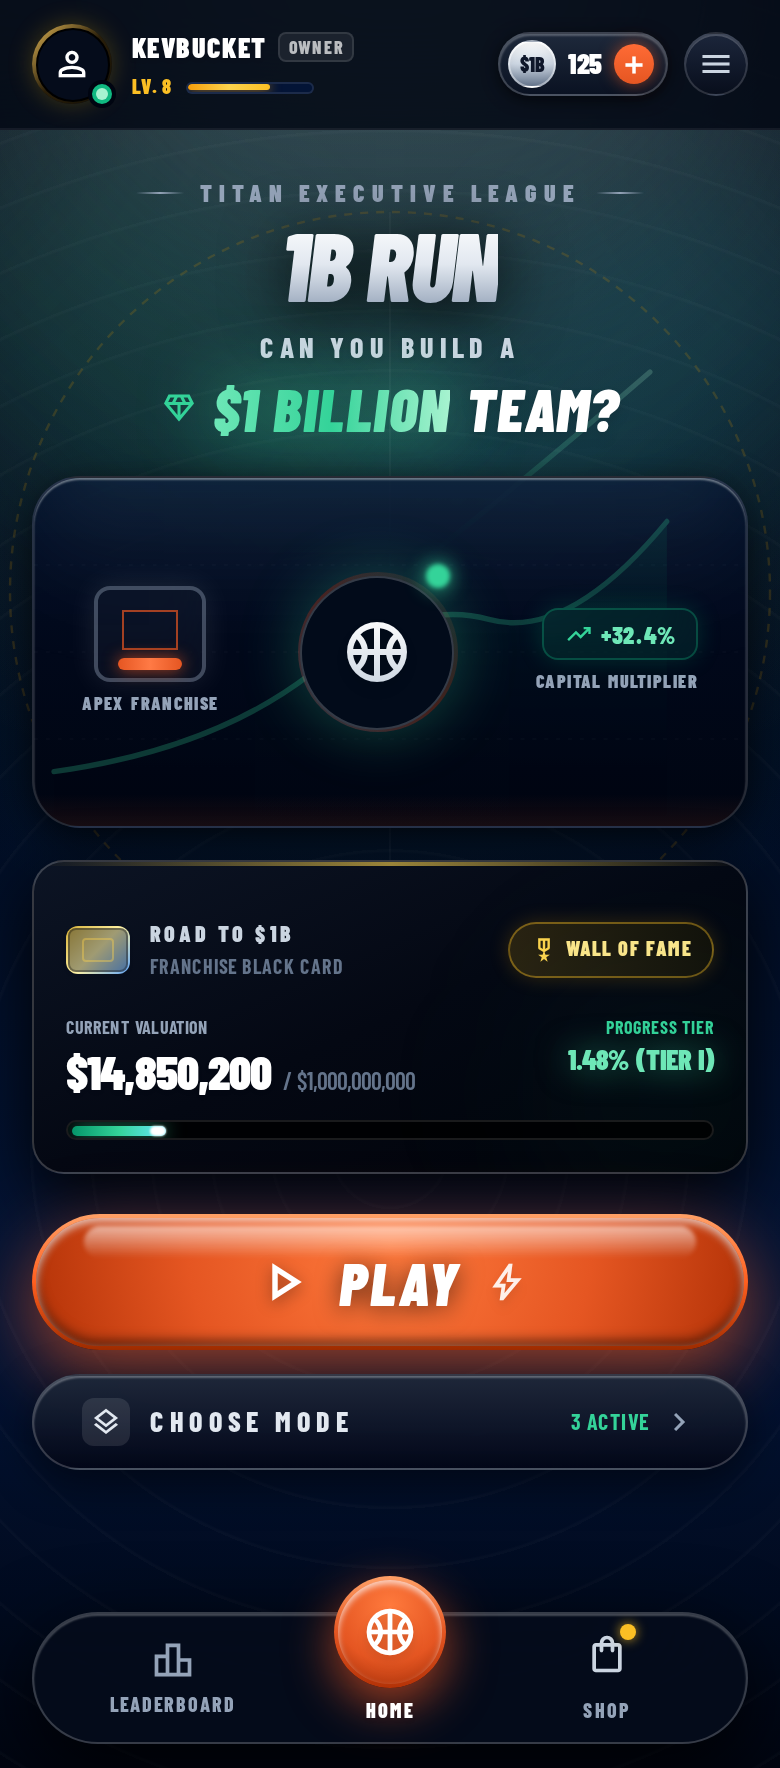 KEVBUCKET OWNER
LV. 8
$1B 125
TITAN EXECUTIVE LEAGUE
1B RUN
CAN YOU BUILD A
$1 BILLION TEAM?
+32.4%
APEX FRANCHISE
CAPITAL MULTIPLIER
ROAD TO $1B
FRANCHISE BLACK CARD
WALL OF FAME
CURRENT VALUATION
PROGRESS TIER
$14,850,200 / $1,000,000,000
1.48% (TIER I)
PLAY
CHOOSE MODE
3 ACTIVE
LEADERBOARD
HOME
SHOP